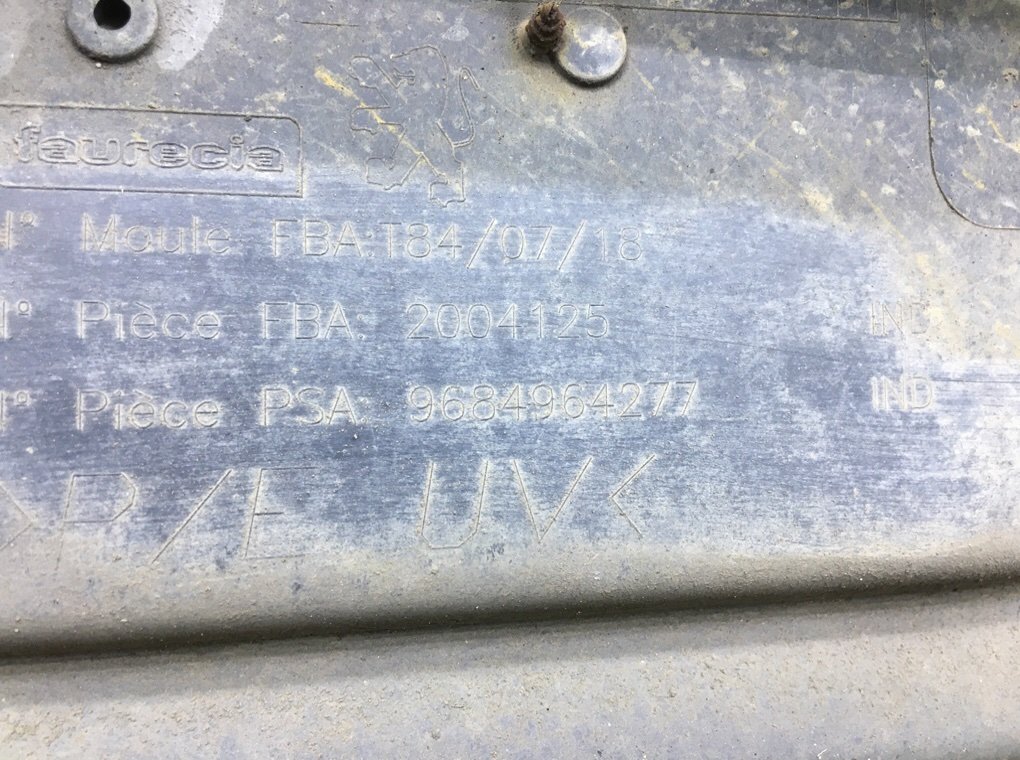 faurecia
N° Moule FBA:T84/07/18
N° Pièce FBA: 2004125 IND
N° Pièce PSA: 9684964277 IND
>P/E UV<